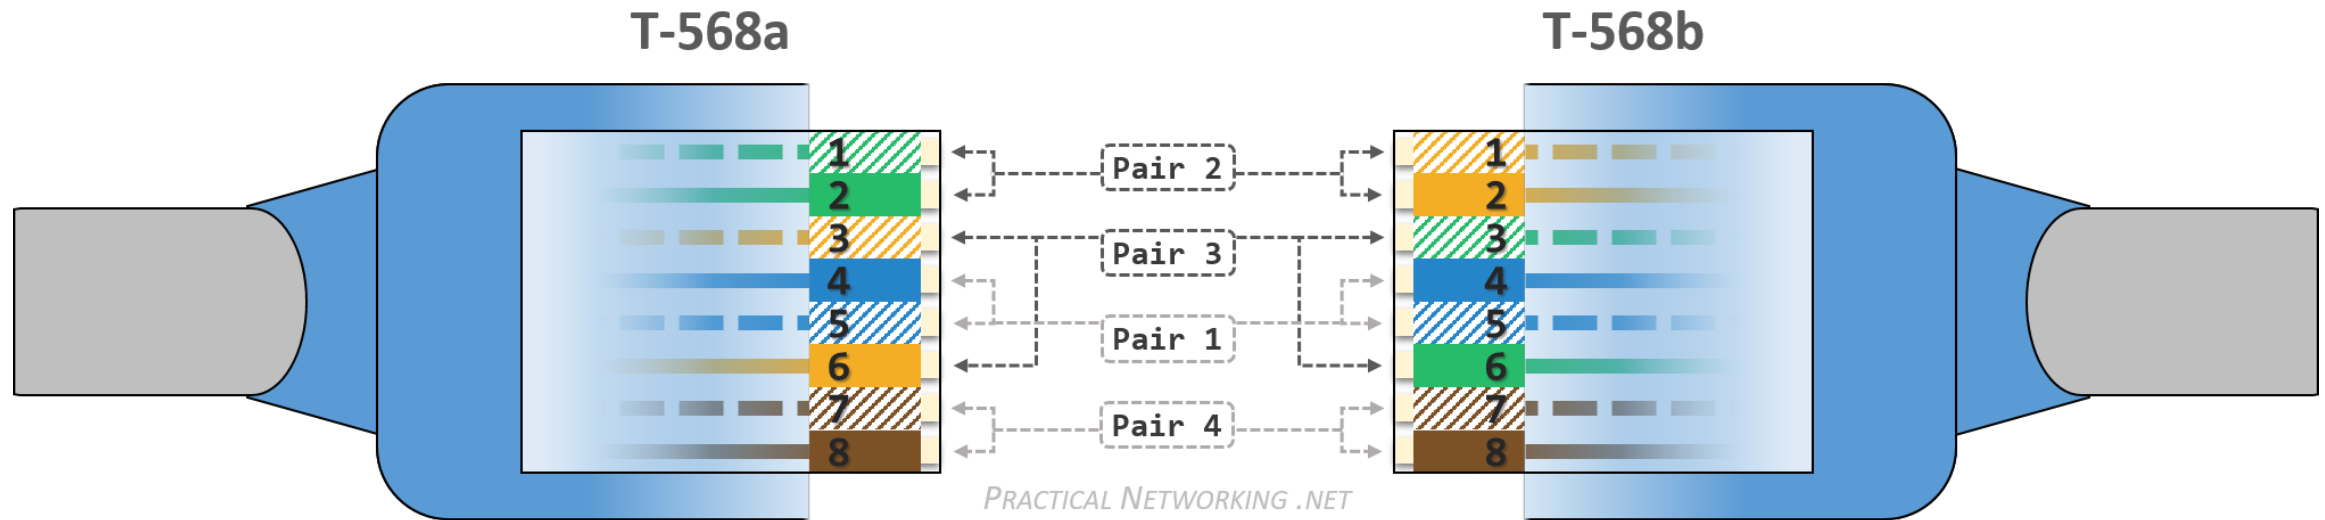 T-568a
T-568b
1
2
3
4
5
6
7
8
Pair 2
Pair 3
Pair 1
Pair 4
1
2
3
4
5
6
7
8
PRACTICAL NETWORKING .NET